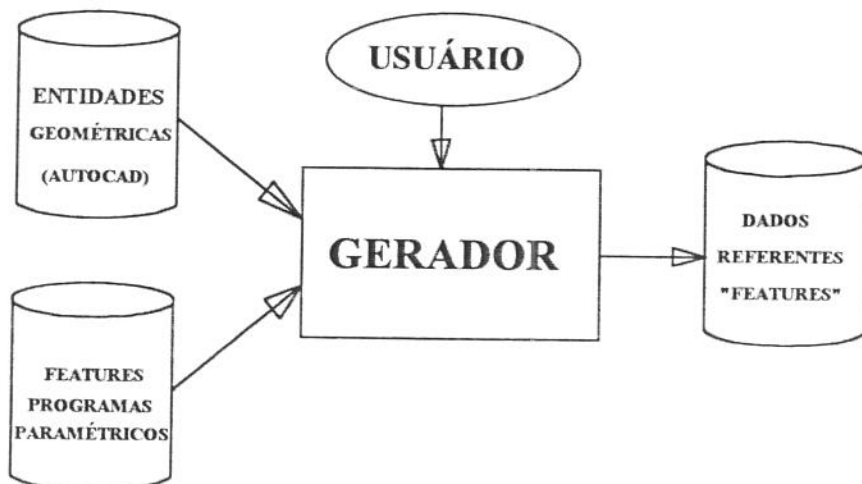 USUÁRIO
ENTIDADES
GEOMÉTRICAS
(AUTOCAD)
GERADOR
DADOS
REFERENTES
"FEATURES"
FEATURES
PROGRAMAS
PARAMÉTRICOS